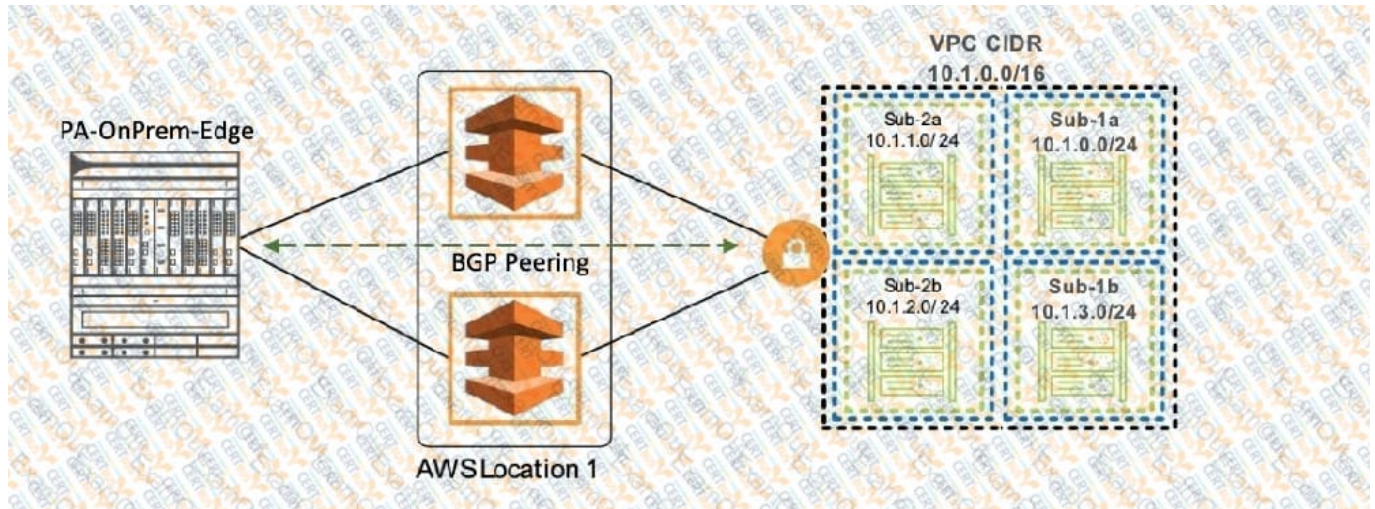 VPC CIDR
10.1.0.0/16
PA-OnPrem-Edge
Sub-2a
10.1.1.0/24
Sub-1a
10.1.0.0/24
BGP Peering
Sub-2b
10.1.2.0/24
Sub-1b
10.1.3.0/24
AWSLocation 1